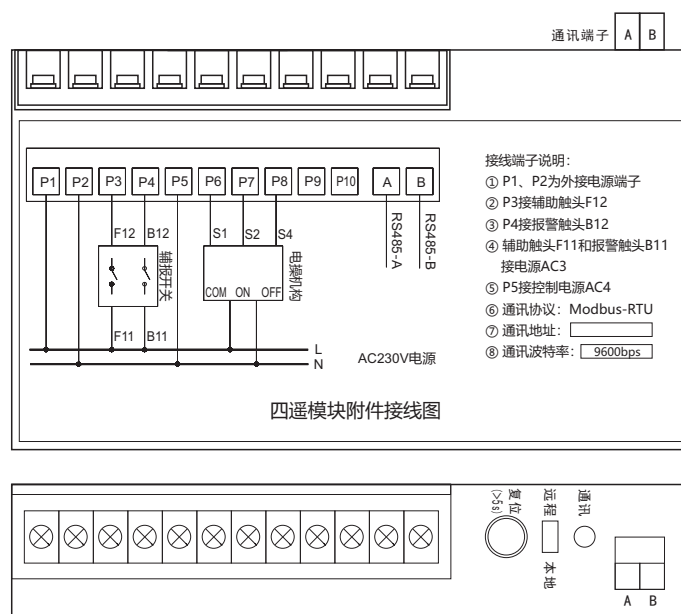 通讯端子 A B
P1 P2 P3 P4 P5 P6 P7 P8 P9 P10 A B
F12 B12 S1 S2 S4 RS485-A RS485-B
辅报开关
电操机构
COM ON OFF
F11 B11
L
N
AC230V电源
四遥模块附件接线图
接线端子说明：
① P1、P2为外接电源端子
② P3接辅助触头F12
③ P4接报警触头B12
④ 辅助触头F11和报警触头B11
接电源AC3
⑤ P5接控制电源AC4
⑥ 通讯协议：Modbus-RTU
⑦ 通讯地址：
⑧ 通讯波特率：9600bps
复位
(>5s)
远程
通讯
本地
A B